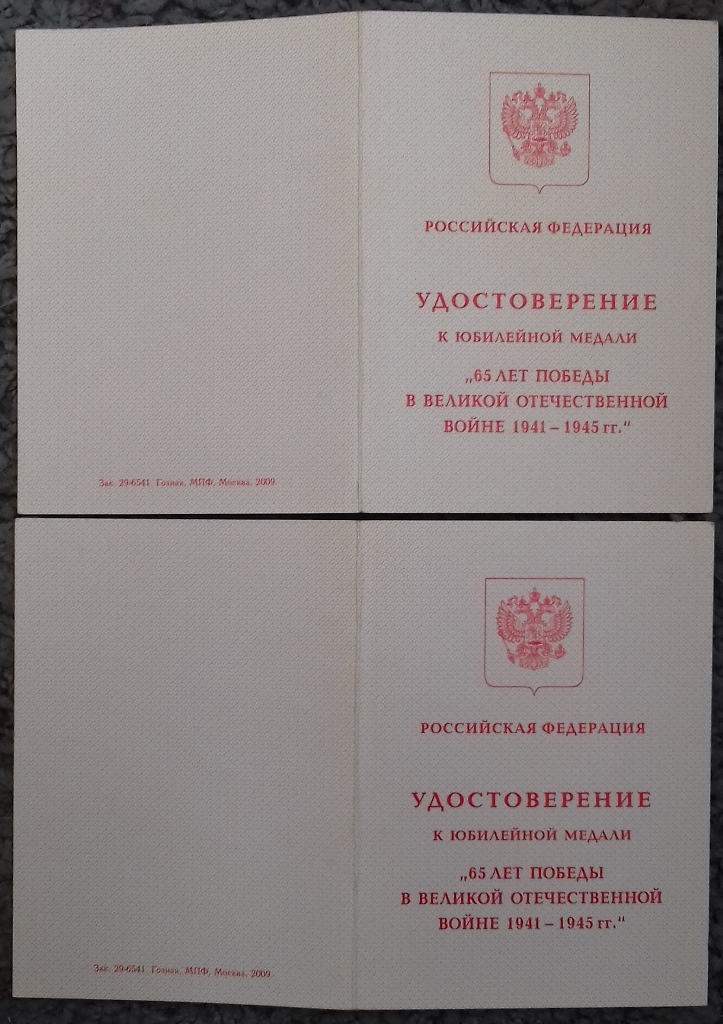 РОССИЙСКАЯ ФЕДЕРАЦИЯ
УДОСТОВЕРЕНИЕ
К ЮБИЛЕЙНОЙ МЕДАЛИ
„65 ЛЕТ ПОБЕДЫ
В ВЕЛИКОЙ ОТЕЧЕСТВЕННОЙ
ВОЙНЕ 1941 – 1945 гг."
Зак. 29-6541. Гознак, МПФ, Москва, 2009.
РОССИЙСКАЯ ФЕДЕРАЦИЯ
УДОСТОВЕРЕНИЕ
К ЮБИЛЕЙНОЙ МЕДАЛИ
„65 ЛЕТ ПОБЕДЫ
В ВЕЛИКОЙ ОТЕЧЕСТВЕННОЙ
ВОЙНЕ 1941 – 1945 гг."
Зак. 29-6541. Гознак, МПФ, Москва, 2009.